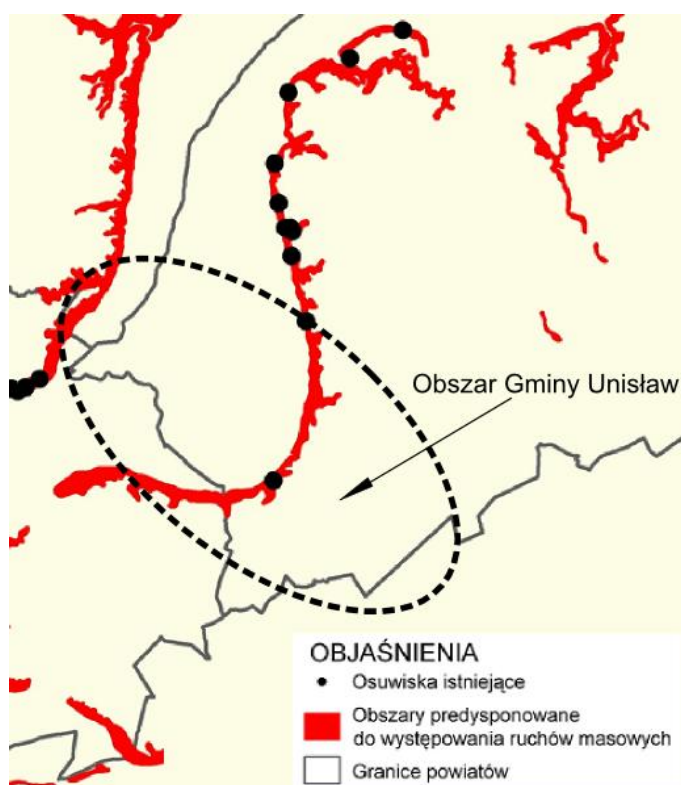 Obszar Gminy Unisław
OBJAŚNIENIA
Osuwiska istniejące
Obszary predysponowane
do występowania ruchów masowych
Granice powiatów